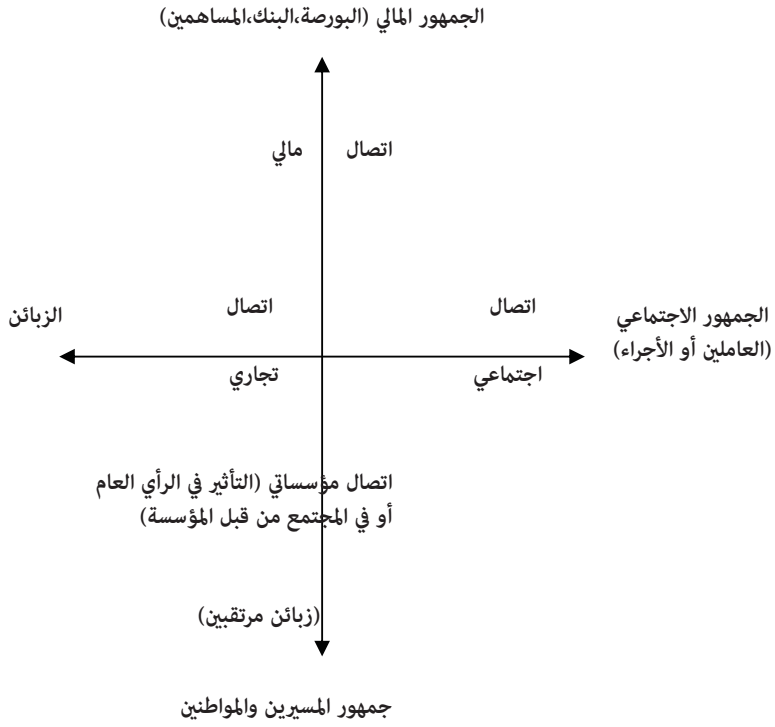 الجمهور المالي (البورصة،البنك،المساهمين)
اتصال مالي
اتصال
اتصال
الزبائن
الجمهور الاجتماعي
(العاملين أو الأجراء)
اجتماعي
تجاري
اتصال مؤسساتي (التأثير في الرأي العام
أو في المجتمع من قبل المؤسسة)
(زبائن مرتقبين)
جمهور المسيرين والمواطنين